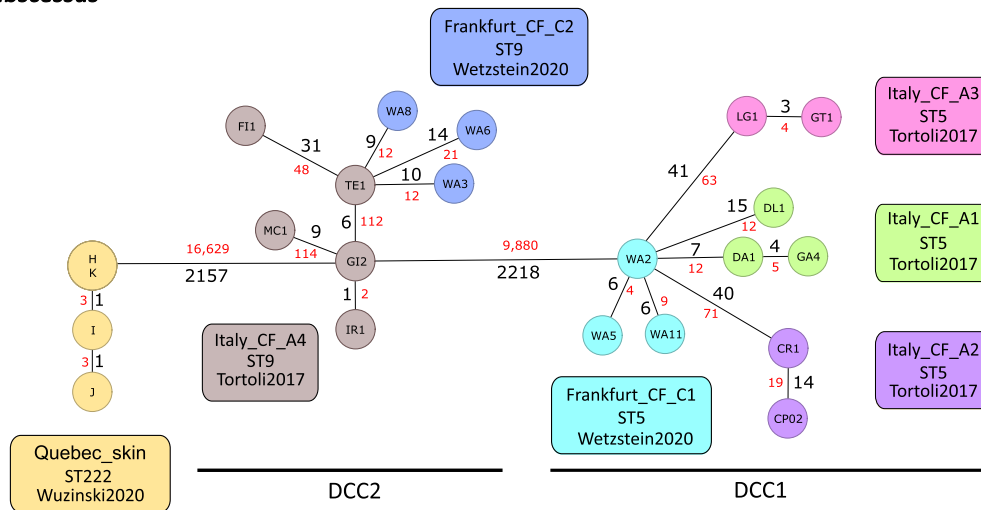 Frankfurt_CF_C2
ST9
Wetzstein2020
Italy_CF_A3
ST5
Tortoli2017
LG1
3
4
GT1
WA8
FI1
31
48
9
12
14
21
WA6
10
12
WA3
TE1
41
63
6
112
MC1
9
114
15
12
DL1
Italy_CF_A1
ST5
Tortoli2017
H
K
16,629
2157
GI2
9,880
2218
WA2
7
12
DA1
4
5
GA4
3
1
I
3
1
J
1
2
IR1
6
4
WA5
6
9
WA11
40
71
CR1
19
14
CP02
Italy_CF_A4
ST9
Tortoli2017
Italy_CF_A2
ST5
Tortoli2017
Frankfurt_CF_C1
ST5
Wetzstein2020
Quebec_skin
ST222
Wuzinski2020
DCC2
DCC1